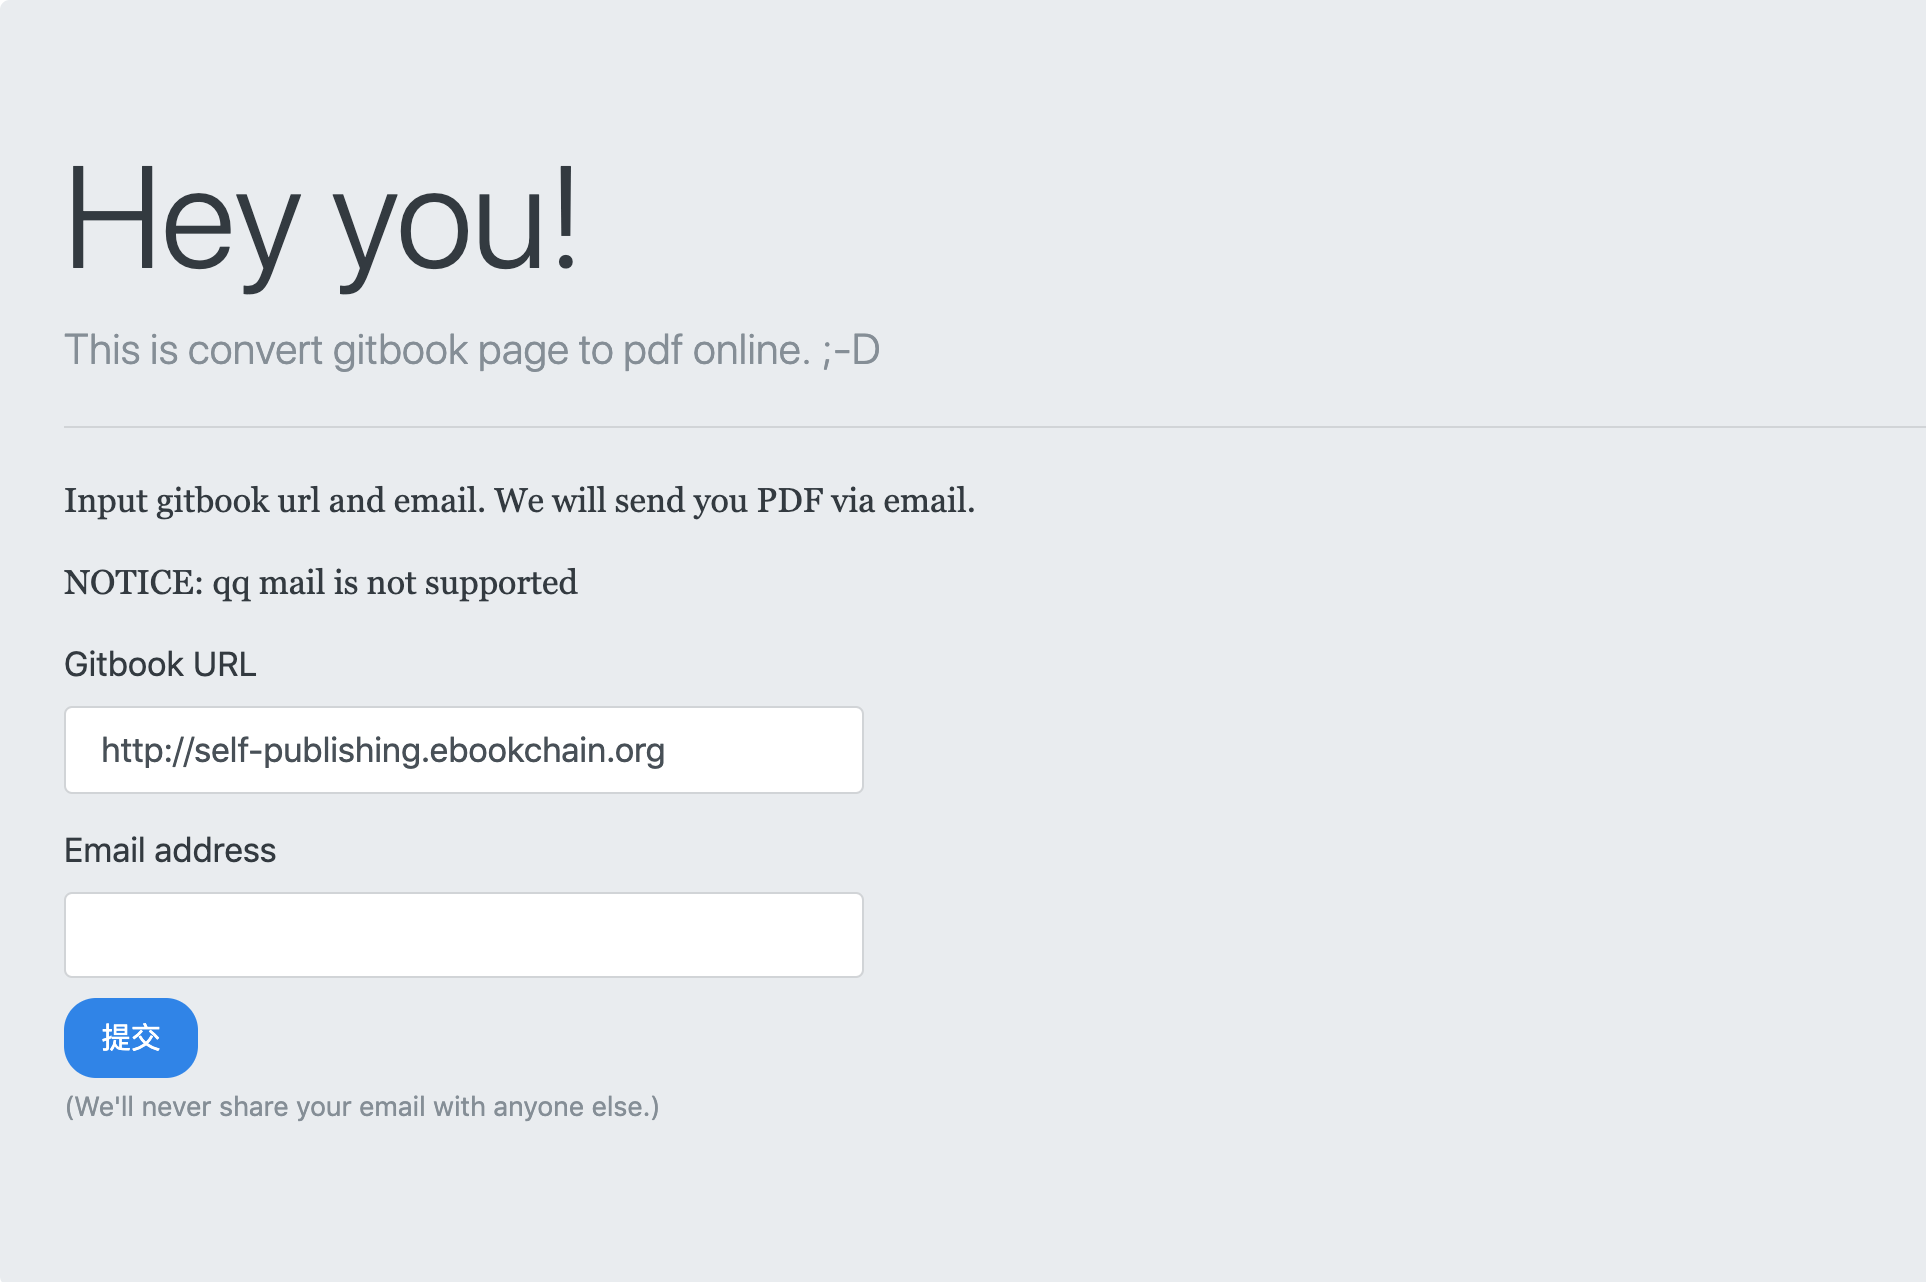 Hey you!
This is convert gitbook page to pdf online. ;-D
Input gitbook url and email. We will send you PDF via email.
NOTICE: qq mail is not supported
Gitbook URL
http://self-publishing.ebookchain.org
Email address
提交
(We'll never share your email with anyone else.)